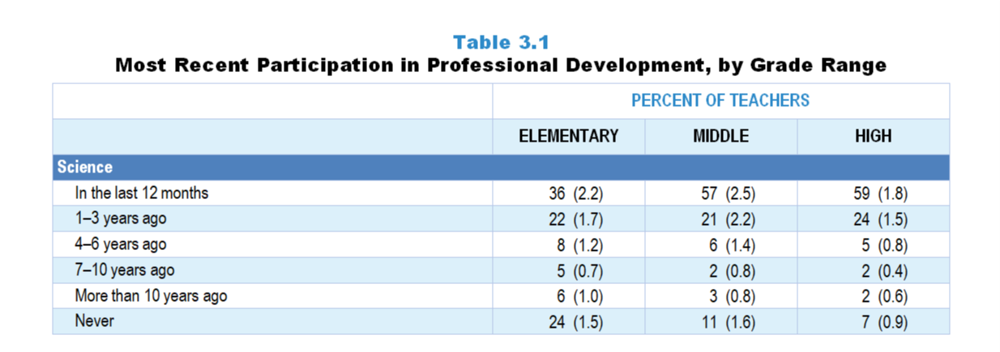 Table 3.1
Most Recent Participation in Professional Development, by Grade Range
PERCENT OF TEACHERS
ELEMENTARY MIDDLE HIGH
Science
In the last 12 months 36 (2.2) 57 (2.5) 59 (1.8)
1–3 years ago 22 (1.7) 21 (2.2) 24 (1.5)
4–6 years ago 8 (1.2) 6 (1.4) 5 (0.8)
7–10 years ago 5 (0.7) 2 (0.8) 2 (0.4)
More than 10 years ago 6 (1.0) 3 (0.8) 2 (0.6)
Never 24 (1.5) 11 (1.6) 7 (0.9)